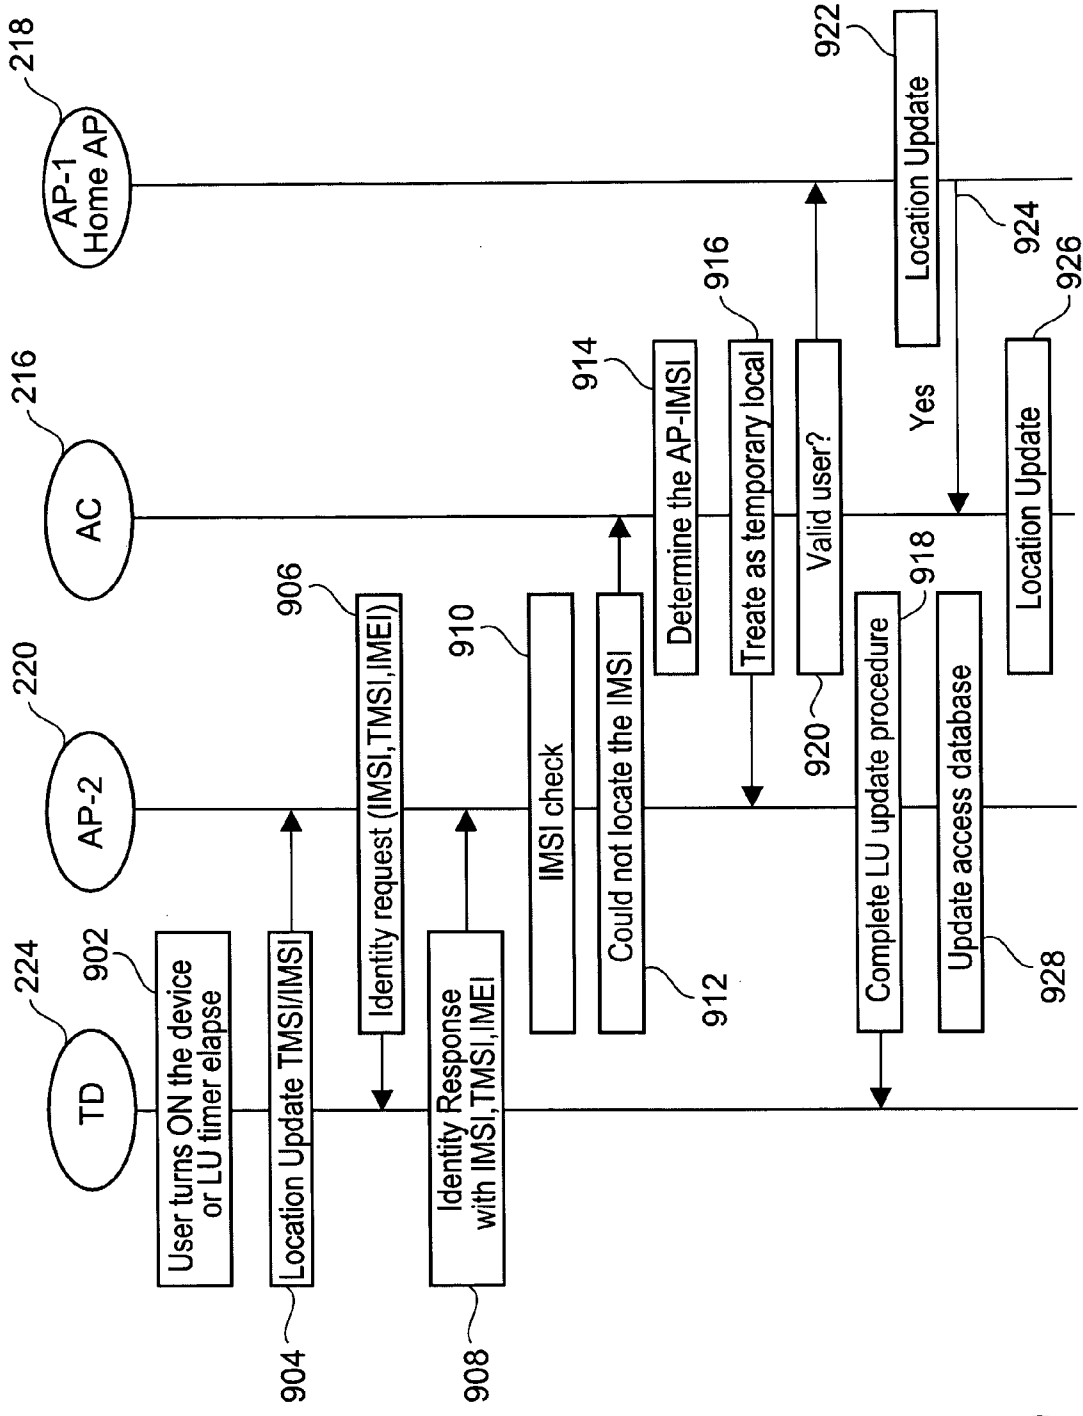 224
TD
220
AP-2
216
AC
218
AP-1
Home AP
902
User turns ON the device
or LU timer elapse
904
Location Update TMSI/IMSI
906
Identity request (IMSI,TMSI,IMEI)
908
Identity Response
with IMSI,TMSI,IMEI
910
IMSI check
912
Could not locate the IMSI
914
Determine the AP-IMSI
916
Treate as temporary local
920
Valid user?
918
Complete LU update procedure
922
Location Update
924
Yes
928
Update access database
926
Location Update